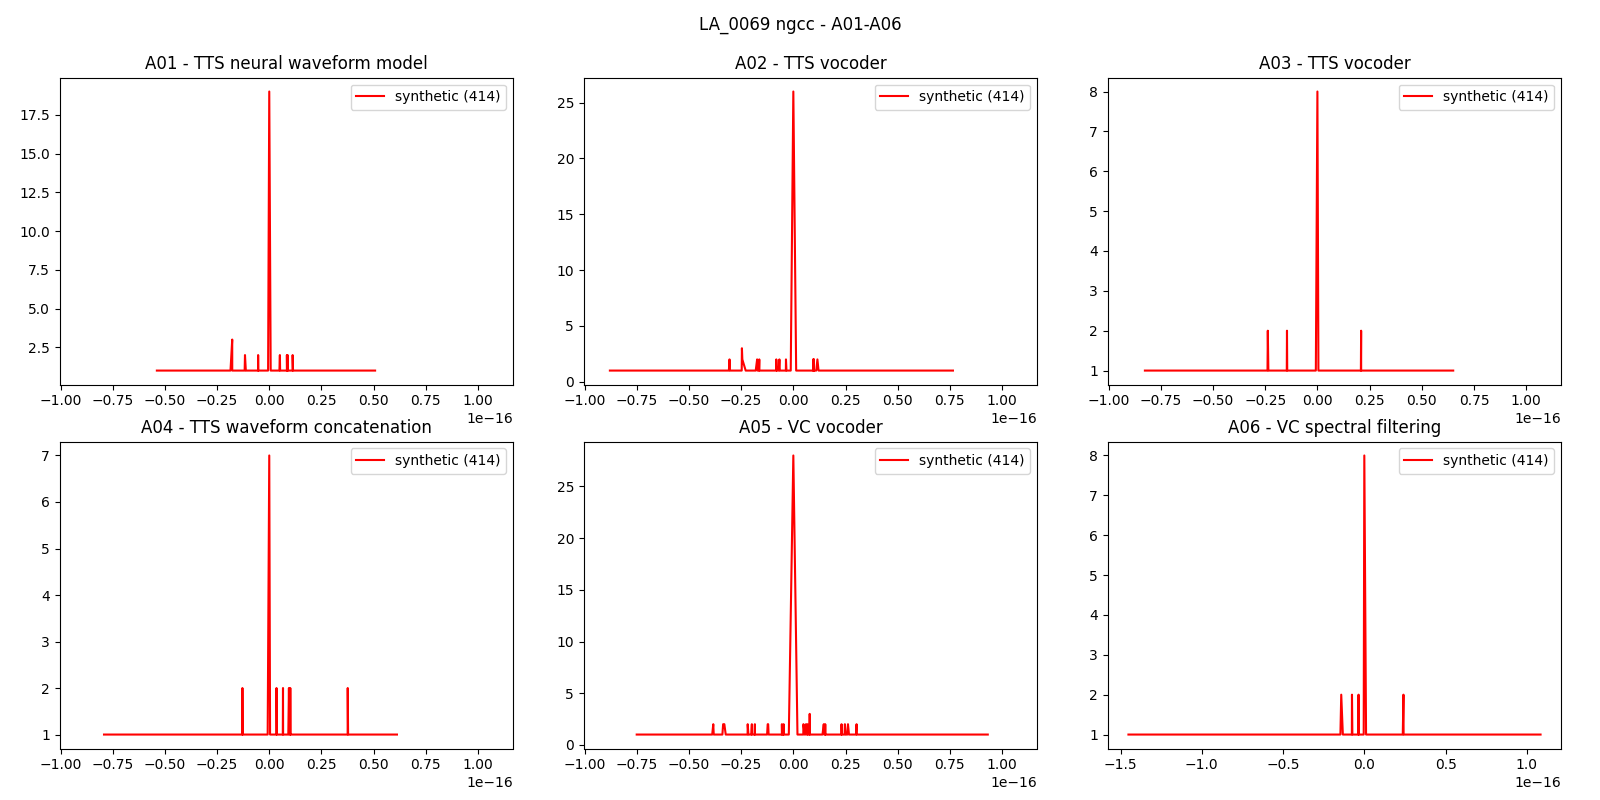 LA_0069 ngcc - A01-A06
A01 - TTS neural waveform model
synthetic (414)
17.5
15.0
12.5
10.0
7.5
5.0
2.5
−1.00 −0.75 −0.50 −0.25 0.00 0.25 0.50 0.75 1.00
1e−16
A02 - TTS vocoder
synthetic (414)
25
20
15
10
5
0
−1.00 −0.75 −0.50 −0.25 0.00 0.25 0.50 0.75 1.00
1e−16
A03 - TTS vocoder
synthetic (414)
8
7
6
5
4
3
2
1
−1.00 −0.75 −0.50 −0.25 0.00 0.25 0.50 0.75 1.00
1e−16
A04 - TTS waveform concatenation
synthetic (414)
7
6
5
4
3
2
1
−1.00 −0.75 −0.50 −0.25 0.00 0.25 0.50 0.75 1.00
1e−16
A05 - VC vocoder
synthetic (414)
25
20
15
10
5
0
−1.00 −0.75 −0.50 −0.25 0.00 0.25 0.50 0.75 1.00
1e−16
A06 - VC spectral filtering
synthetic (414)
8
7
6
5
4
3
2
1
−1.5 −1.0 −0.5 0.0 0.5 1.0
1e−16